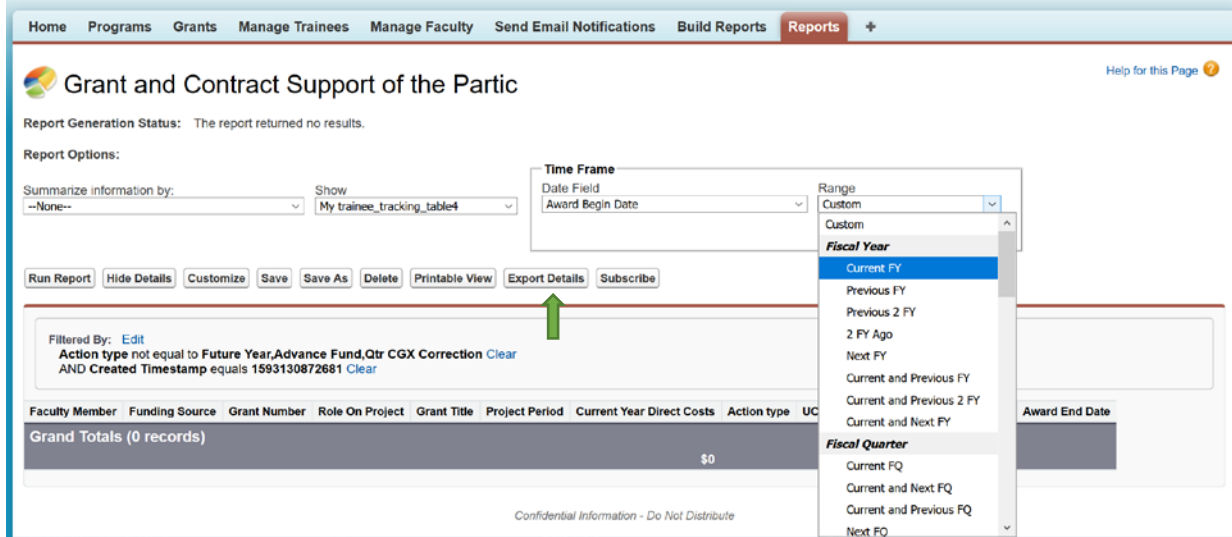 Home Programs Grants Manage Trainees Manage Faculty Send Email Notifications Build Reports Reports +
Help for this Page
Grant and Contract Support of the Partic
Report Generation Status: The report returned no results.
Report Options:
Time Frame
Summarize information by: Show Date Field Range
--None-- My trainee_tracking_table4 Award Begin Date Custom
Custom
Fiscal Year
Current FY
Previous FY
Previous 2 FY
2 FY Ago
Next FY
Current and Previous FY
Current and Previous 2 FY
Current and Next FY
Fiscal Quarter
Current FQ
Current and Next FQ
Current and Previous FQ
Next FQ
Run Report Hide Details Customize Save Save As Delete Printable View Export Details Subscribe
Filtered By: Edit
Action type not equal to Future Year,Advance Fund,Qtr CGX Correction Clear
AND Created Timestamp equals 1593130872681 Clear
Faculty Member Funding Source Grant Number Role On Project Grant Title Project Period Current Year Direct Costs Action type UC Award End Date
Grand Totals (0 records)
$0
Confidential Information - Do Not Distribute